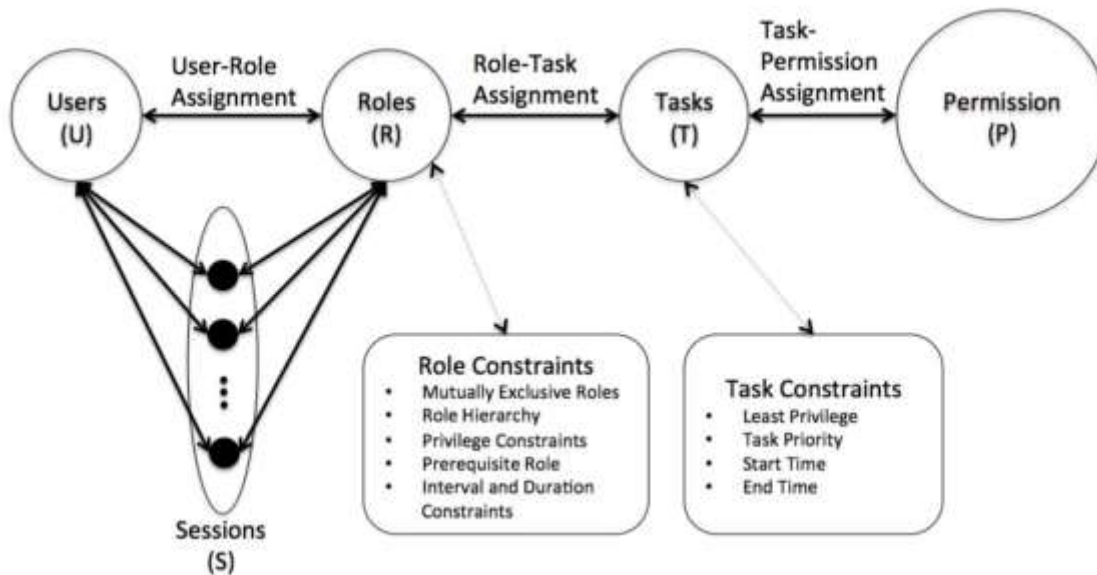 Users
(U)
User-Role
Assignment
Roles
(R)
Role-Task
Assignment
Tasks
(T)
Task-
Permission
Assignment
Permission
(P)
Sessions
(S)
Role Constraints
• Mutually Exclusive Roles
• Role Hierarchy
• Privilege Constraints
• Prerequisite Role
• Interval and Duration
Constraints
Task Constraints
• Least Privilege
• Task Priority
• Start Time
• End Time